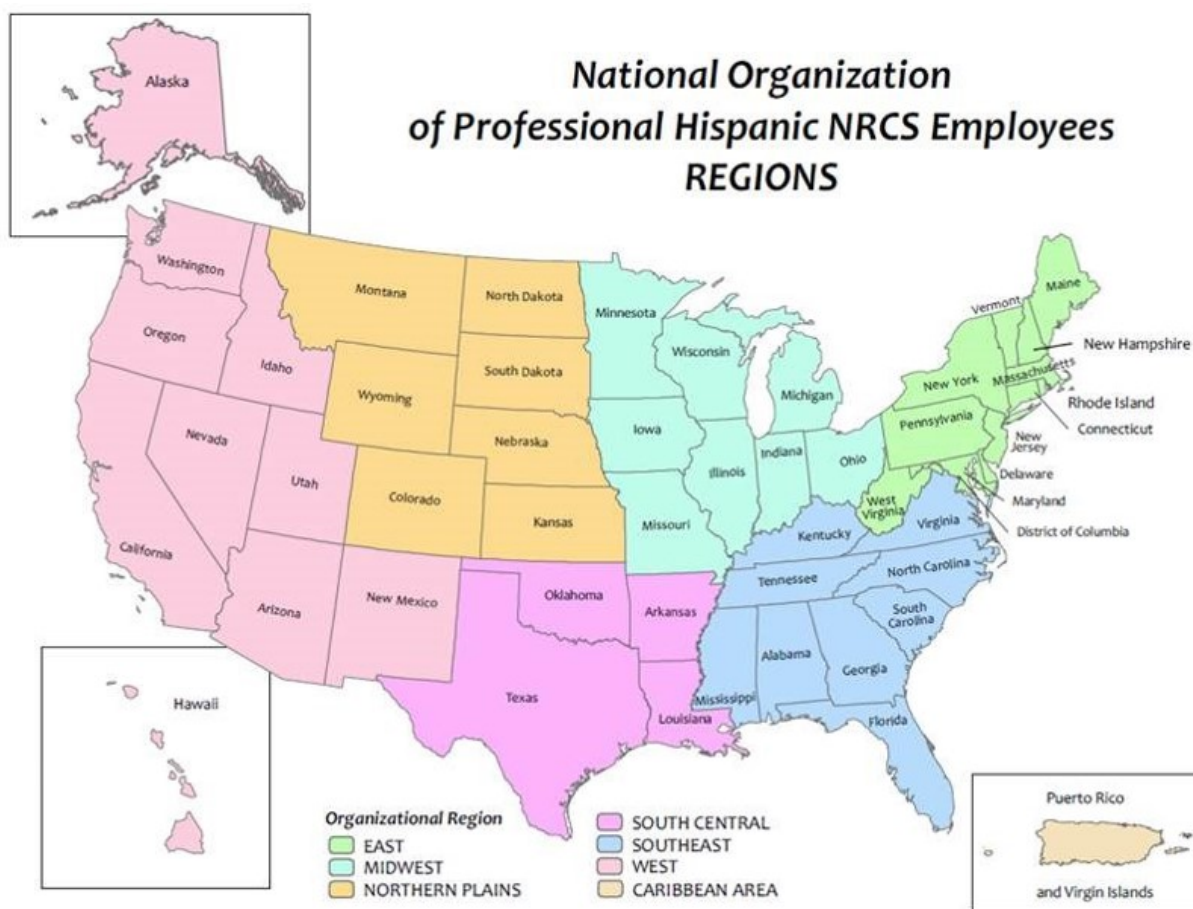 Alaska
National Organization
of Professional Hispanic NRCS Employees
REGIONS
Washington
Montana
North Dakota
Minnesota
Vermont
Maine
Oregon
Idaho
Wyoming
South Dakota
Wisconsin
Michigan
New York
New Hampshire
Massachusetts
Rhode Island
Connecticut
Nevada
Utah
Nebraska
Iowa
Illinois
Indiana
Ohio
Pennsylvania
New
Jersey
Delaware
Maryland
District of Columbia
California
Colorado
Kansas
Missouri
West
Virginia
Kentucky
Virginia
Arizona
New Mexico
Oklahoma
Arkansas
Tennessee
North Carolina
South
Carolina
Texas
Louisiana
Mississippi
Alabama
Georgia
Florida
Hawaii
Puerto Rico
and Virgin Islands
Organizational Region
EAST
MIDWEST
NORTHERN PLAINS
SOUTH CENTRAL
SOUTHEAST
WEST
CARIBBEAN AREA